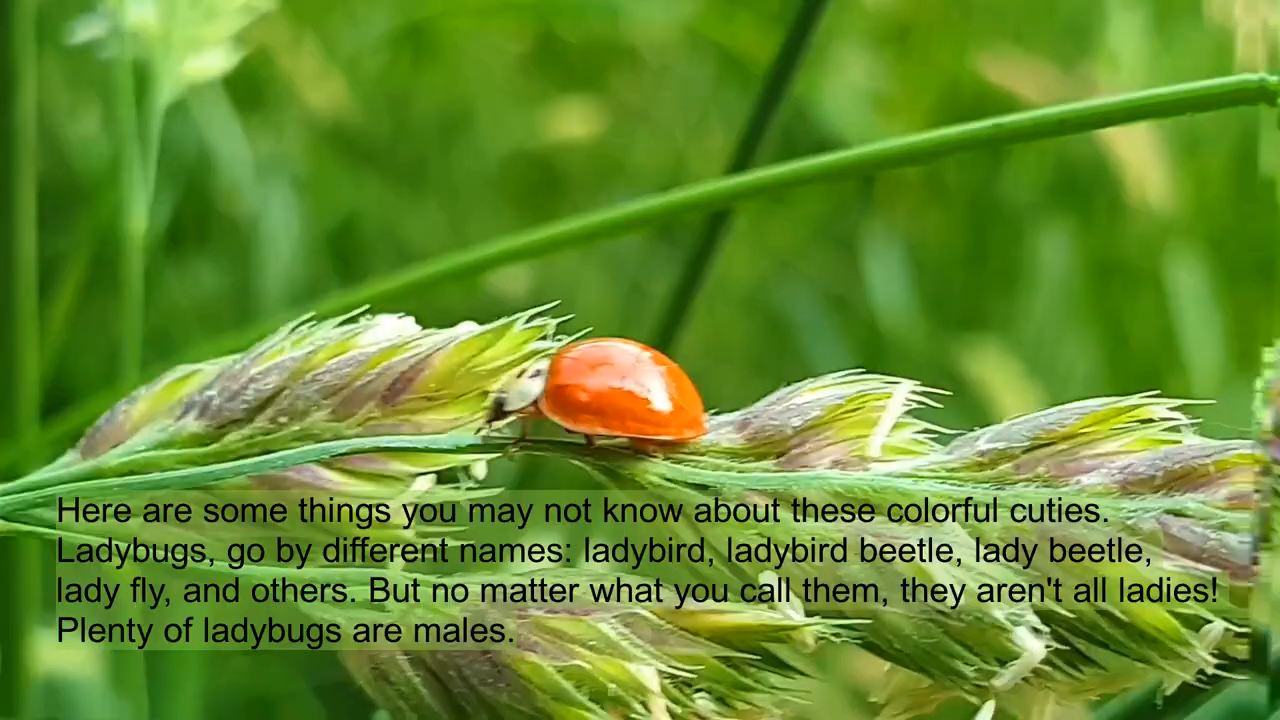 Here are some things you may not know about these colorful cuties.
Ladybugs, go by different names: ladybird, ladybird beetle, lady beetle,
lady fly, and others. But no matter what you call them, they aren't all ladies!
Plenty of ladybugs are males.